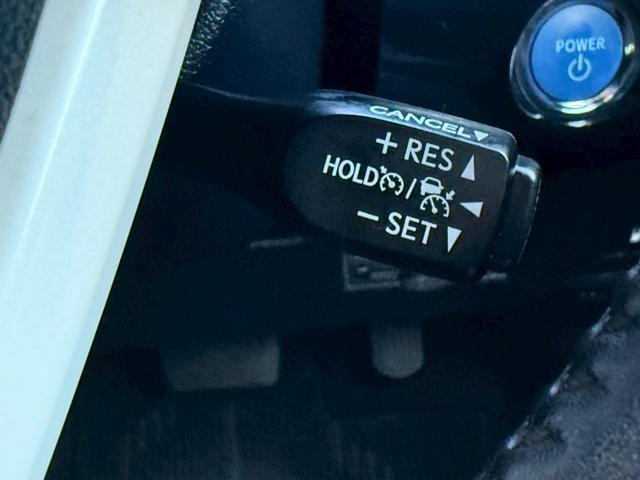 POWER
CANCEL▼
+ RES ▲
HOLD / ◀
− SET ▼